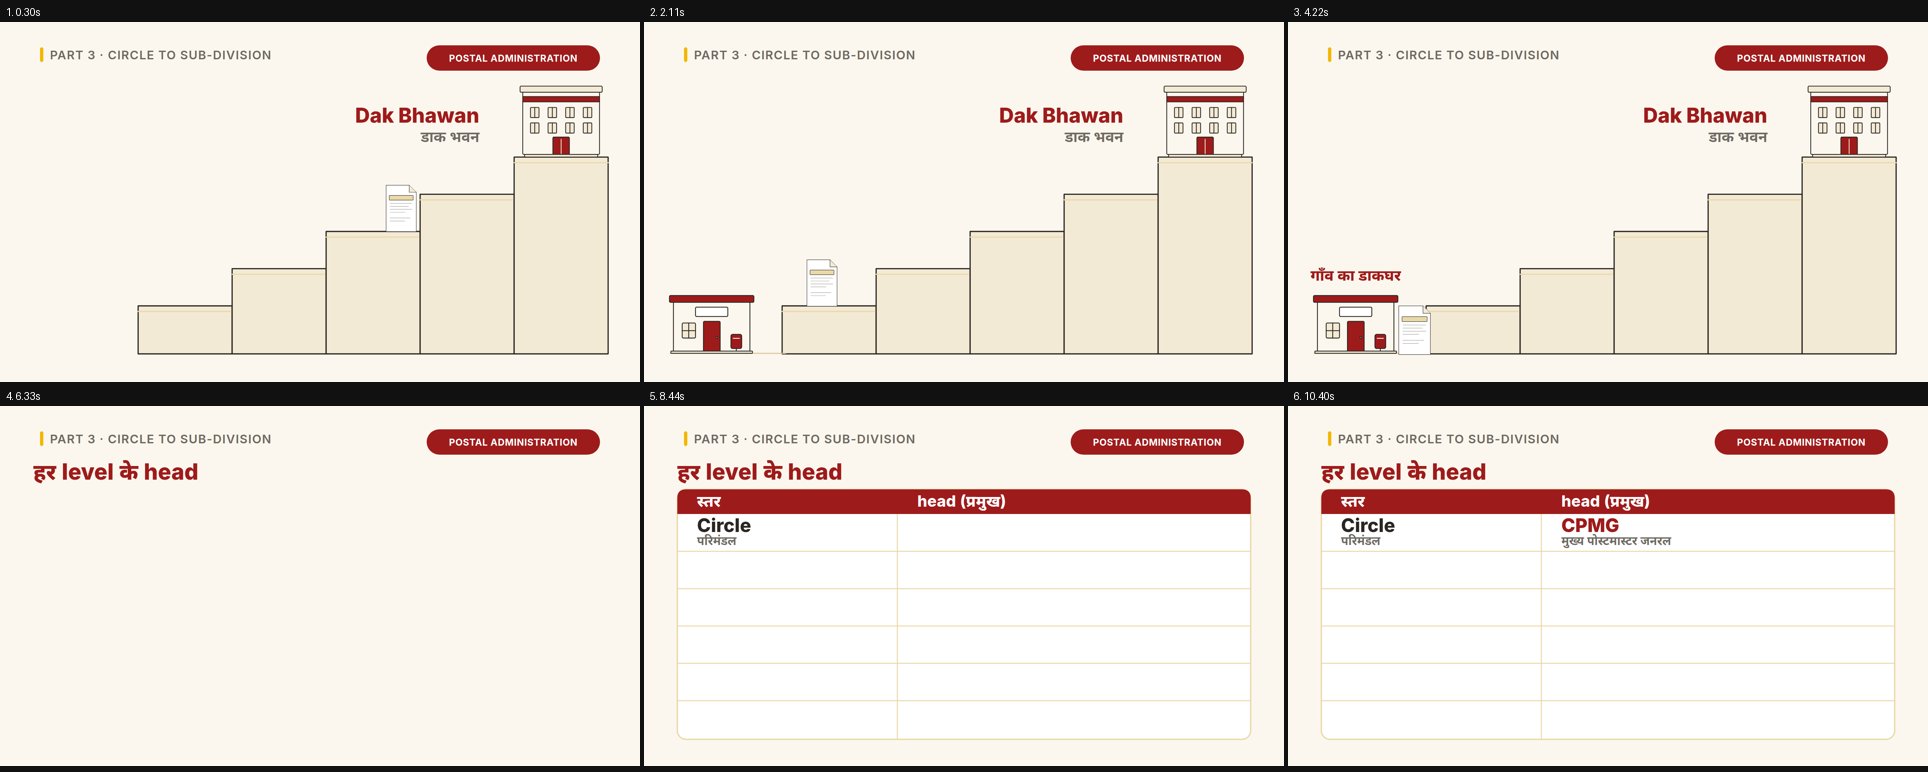 1. 0.30s
PART 3 · CIRCLE TO SUB-DIVISION
POSTAL ADMINISTRATION
Dak Bhawan
डाक भवन
2. 2.11s
PART 3 · CIRCLE TO SUB-DIVISION
POSTAL ADMINISTRATION
Dak Bhawan
डाक भवन
3. 4.22s
PART 3 · CIRCLE TO SUB-DIVISION
POSTAL ADMINISTRATION
Dak Bhawan
डाक भवन
गाँव का डाकघर
4. 6.33s
PART 3 · CIRCLE TO SUB-DIVISION
POSTAL ADMINISTRATION
हर level के head
5. 8.44s
PART 3 · CIRCLE TO SUB-DIVISION
POSTAL ADMINISTRATION
हर level के head
स्तर head (प्रमुख)
Circle
परिमंडल
6. 10.40s
PART 3 · CIRCLE TO SUB-DIVISION
POSTAL ADMINISTRATION
हर level के head
स्तर head (प्रमुख)
Circle CPMG
परिमंडल मुख्य पोस्टमास्टर जनरल